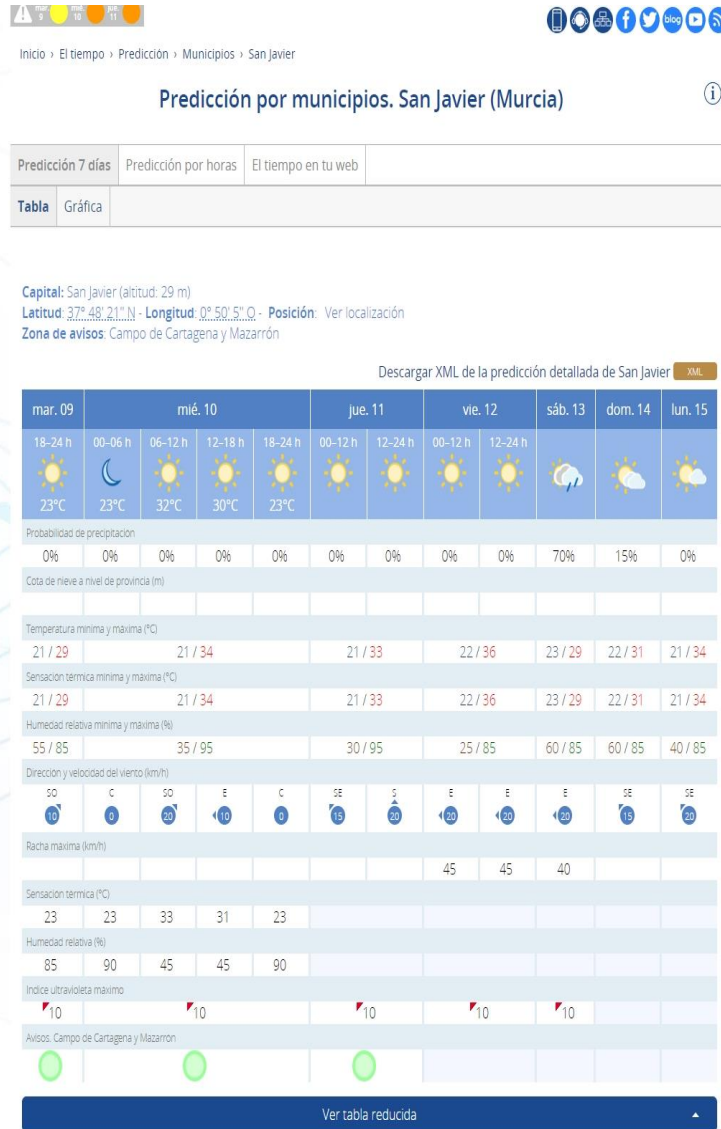 mar. mié. jue.
9 10 11
blog
Inicio › El tiempo › Predicción › Municipios › San Javier
Predicción por municipios. San Javier (Murcia)
i
Predicción 7 días Predicción por horas El tiempo en tu web
Tabla Gráfica
Capital: San Javier (altitud: 29 m)
Latitud: 37° 48' 21'' N - Longitud: 0° 50' 5'' O - Posición: Ver localización
Zona de avisos: Campo de Cartagena y Mazarrón
Descargar XML de la predicción detallada de San Javier XML
mar. 09 mié. 10 jue. 11 vie. 12 sáb. 13 dom. 14 lun. 15
18–24 h 00–06 h 06–12 h 12–18 h 18–24 h 00–12 h 12–24 h 00–12 h 12–24 h
23°C 23°C 32°C 30°C 23°C
Probabilidad de precipitación
0% 0% 0% 0% 0% 0% 0% 0% 0% 70% 15% 0%
Cota de nieve a nivel de provincia (m)
Temperatura mínima y máxima (°C)
21 / 29 21 / 34 21 / 33 22 / 36 23 / 29 22 / 31 21 / 34
Sensación térmica mínima y máxima (°C)
21 / 29 21 / 34 21 / 33 22 / 36 23 / 29 22 / 31 21 / 34
Humedad relativa mínima y máxima (%)
55 / 85 35 / 95 30 / 95 25 / 85 60 / 85 60 / 85 40 / 85
Dirección y velocidad del viento (km/h)
SO C SO E C SE S E E E SE SE
10 0 20 10 0 15 20 20 20 20 15 20
Racha máxima (km/h)
45 45 40
Sensación térmica (°C)
23 23 33 31 23
Humedad relativa (%)
85 90 45 45 90
Indice ultravioleta máximo
10 10 10 10 10
Avisos. Campo de Cartagena y Mazarrón
Ver tabla reducida